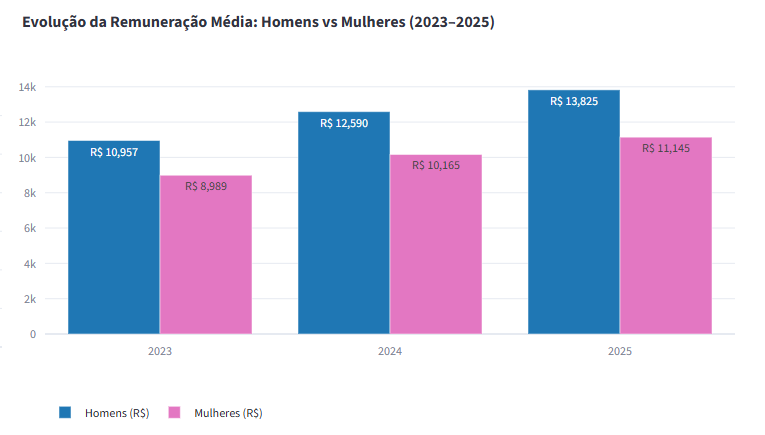 Evolução da Remuneração Média: Homens vs Mulheres (2023–2025)
14k
12k
10k
8k
6k
4k
2k
0
R$ 10,957
R$ 8,989
R$ 12,590
R$ 10,165
R$ 13,825
R$ 11,145
2023 2024 2025
Homens (R$) Mulheres (R$)